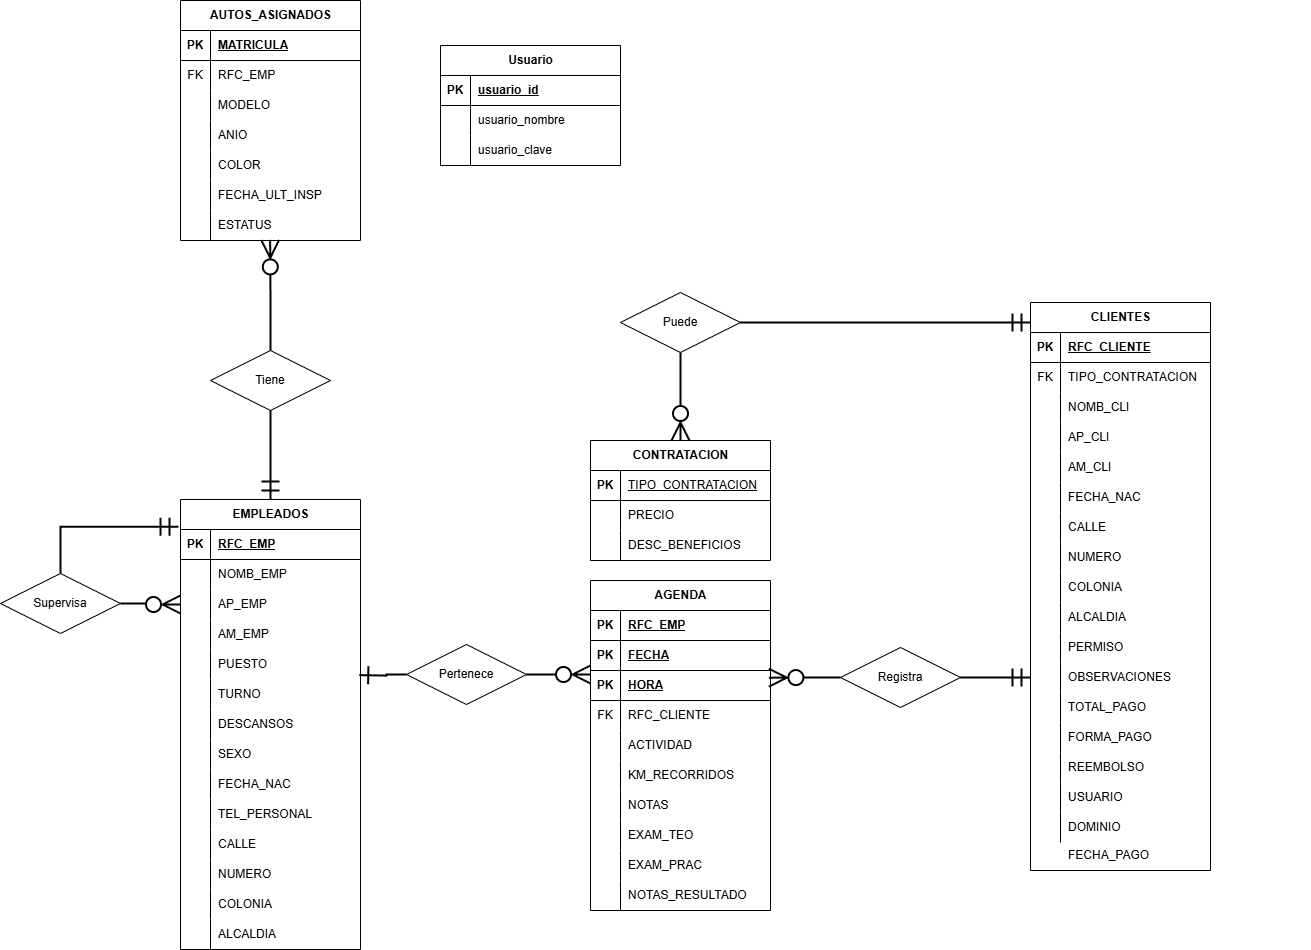 AUTOS_ASIGNADOS
PK MATRICULA
FK RFC_EMP
MODELO
ANIO
COLOR
FECHA_ULT_INSP
ESTATUS
Usuario
PK usuario_id
usuario_nombre
usuario_clave
Tiene
Puede
CLIENTES
PK RFC_CLIENTE
FK TIPO_CONTRATACION
NOMB_CLI
AP_CLI
AM_CLI
FECHA_NAC
CALLE
NUMERO
COLONIA
ALCALDIA
PERMISO
OBSERVACIONES
TOTAL_PAGO
FORMA_PAGO
REEMBOLSO
USUARIO
DOMINIO
FECHA_PAGO
CONTRATACION
PK TIPO_CONTRATACION
PRECIO
DESC_BENEFICIOS
EMPLEADOS
PK RFC_EMP
NOMB_EMP
AP_EMP
AM_EMP
PUESTO
TURNO
DESCANSOS
SEXO
FECHA_NAC
TEL_PERSONAL
CALLE
NUMERO
COLONIA
ALCALDIA
Supervisa
Pertenece
AGENDA
PK RFC_EMP
PK FECHA
PK HORA
FK RFC_CLIENTE
ACTIVIDAD
KM_RECORRIDOS
NOTAS
EXAM_TEO
EXAM_PRAC
NOTAS_RESULTADO
Registra